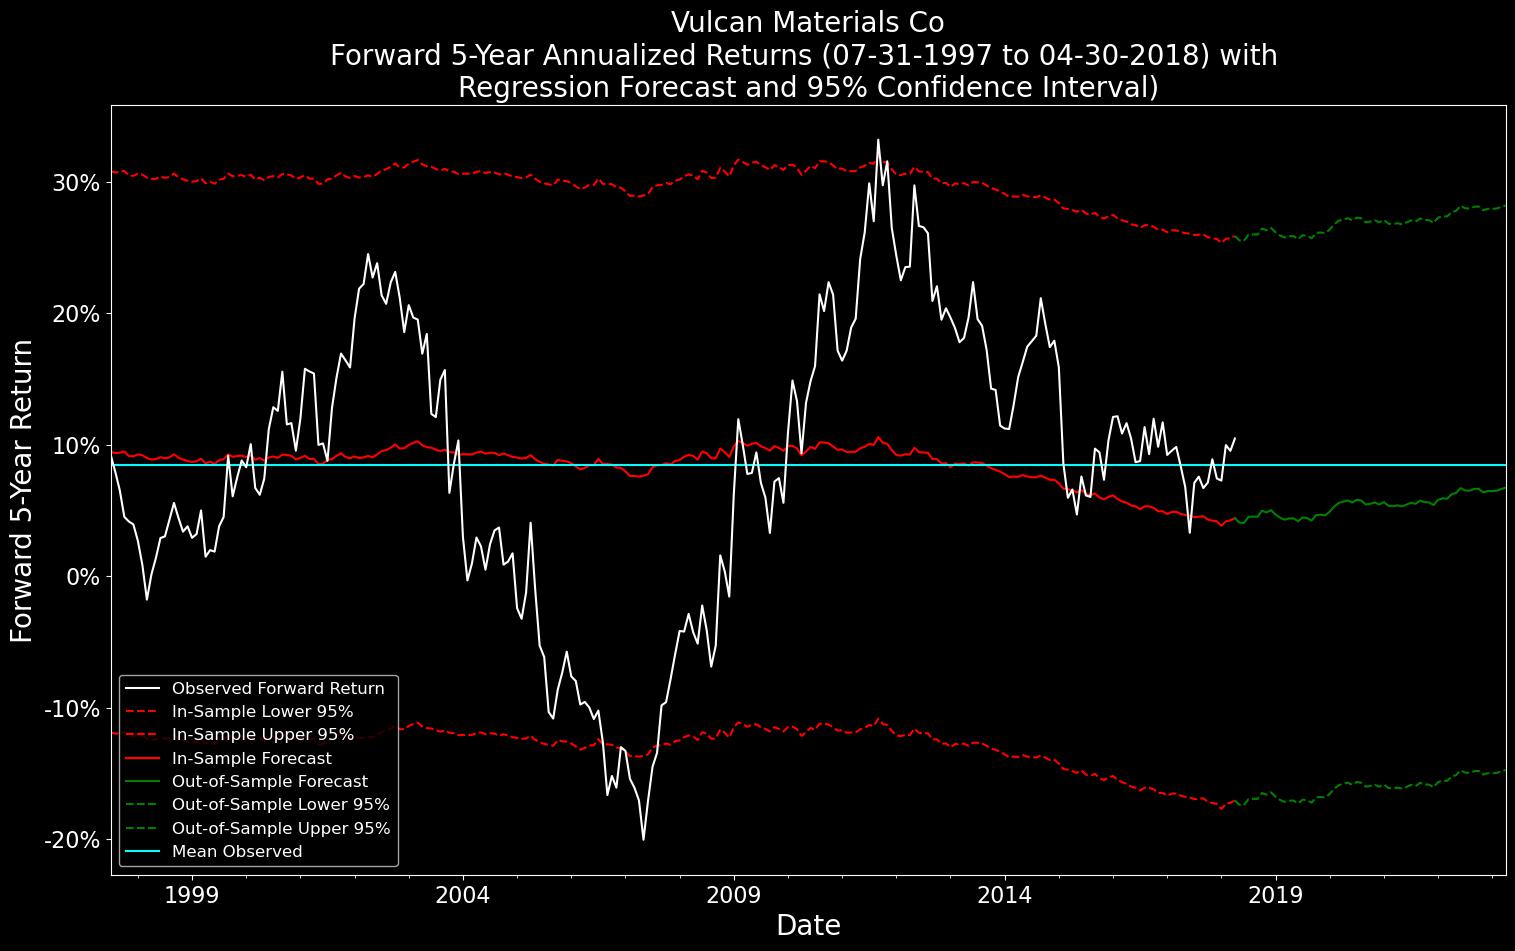 Vulcan Materials Co
Forward 5-Year Annualized Returns (07-31-1997 to 04-30-2018) with
Regression Forecast and 95% Confidence Interval)
Forward 5-Year Return
30%
20%
10%
0%
-10%
-20%
Observed Forward Return
In-Sample Lower 95%
In-Sample Upper 95%
In-Sample Forecast
Out-of-Sample Forecast
Out-of-Sample Lower 95%
Out-of-Sample Upper 95%
Mean Observed
1999 2004 2009 2014 2019
Date